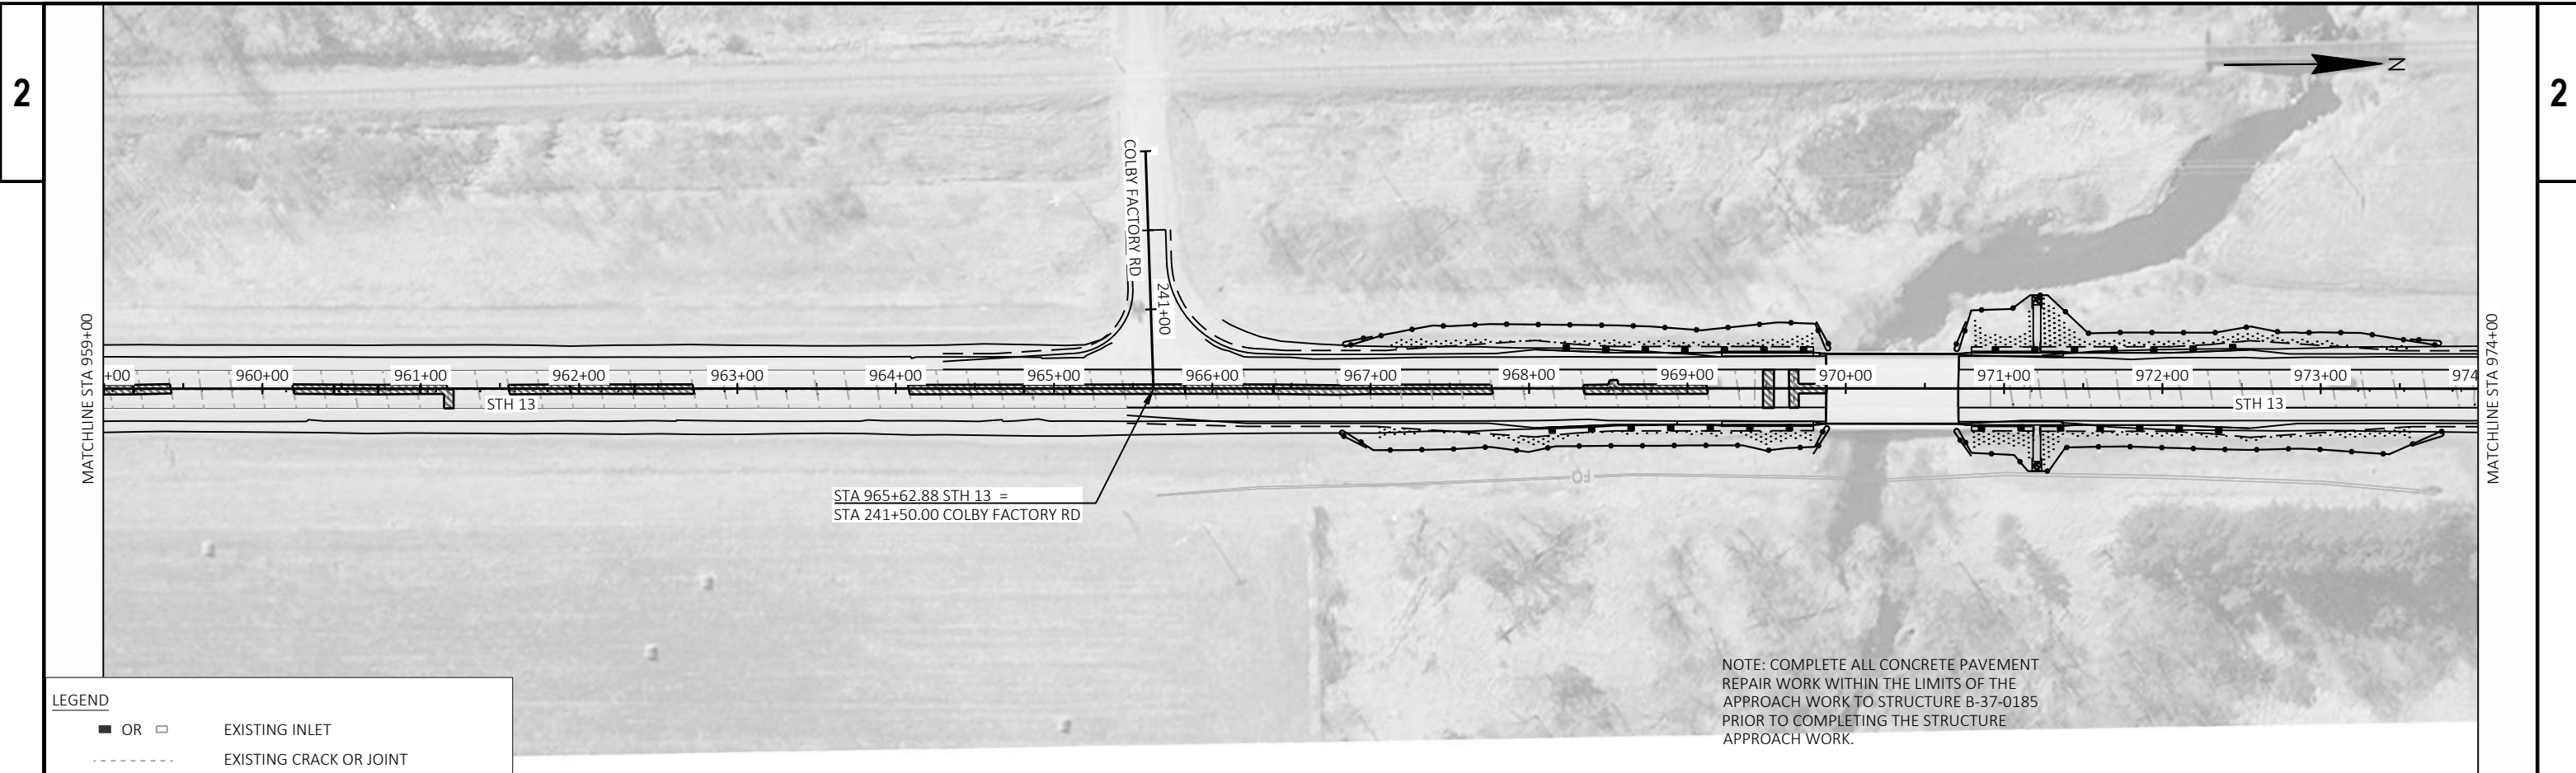 2
2
N
MATCHLINE STA 959+00
MATCHLINE STA 974+00
COLBY FACTORY RD
241+00
+00
960+00
961+00
962+00
963+00
964+00
965+00
966+00
967+00
968+00
969+00
970+00
971+00
972+00
973+00
974
STH 13
STH 13
FO
STA 965+62.88 STH 13 =
STA 241+50.00 COLBY FACTORY RD
NOTE: COMPLETE ALL CONCRETE PAVEMENT
REPAIR WORK WITHIN THE LIMITS OF THE
APPROACH WORK TO STRUCTURE B-37-0185
PRIOR TO COMPLETING THE STRUCTURE
APPROACH WORK.
LEGEND
OR
EXISTING INLET
EXISTING CRACK OR JOINT